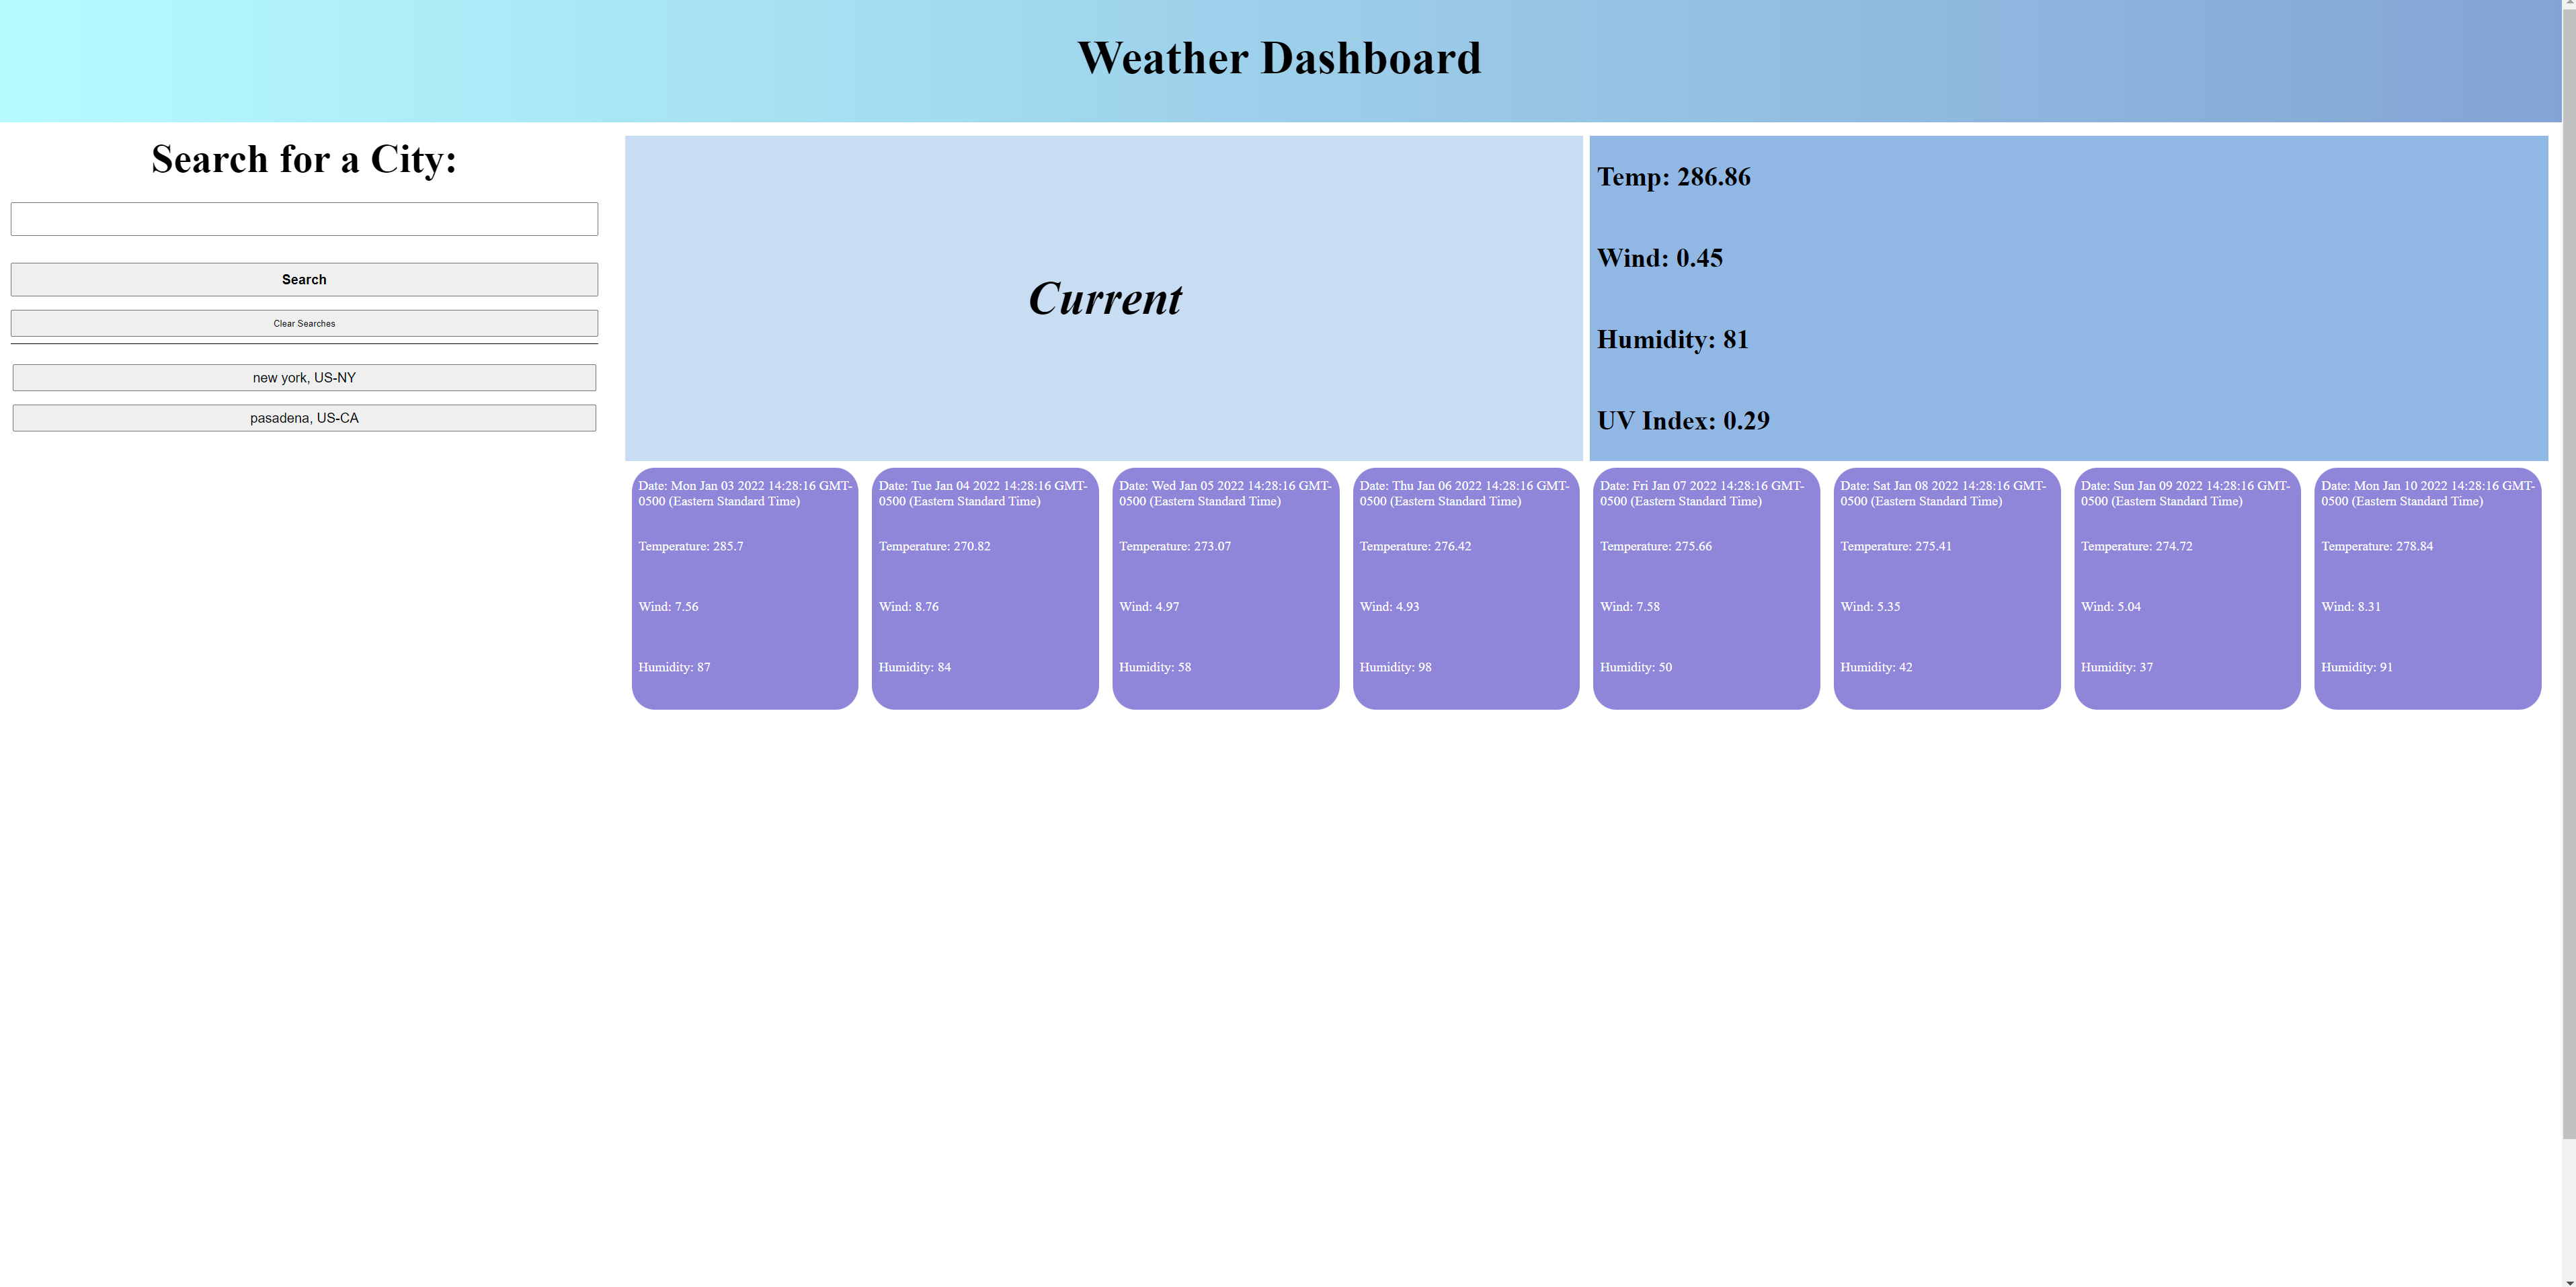 Weather Dashboard
Search for a City:
Search
Clear Searches
new york, US-NY
pasadena, US-CA
Current
Temp: 286.86
Wind: 0.45
Humidity: 81
UV Index: 0.29
Date: Mon Jan 03 2022 14:28:16 GMT-
0500 (Eastern Standard Time)
Temperature: 285.7
Wind: 7.56
Humidity: 87
Date: Tue Jan 04 2022 14:28:16 GMT-
0500 (Eastern Standard Time)
Temperature: 270.82
Wind: 8.76
Humidity: 84
Date: Wed Jan 05 2022 14:28:16 GMT-
0500 (Eastern Standard Time)
Temperature: 273.07
Wind: 4.97
Humidity: 58
Date: Thu Jan 06 2022 14:28:16 GMT-
0500 (Eastern Standard Time)
Temperature: 276.42
Wind: 4.93
Humidity: 98
Date: Fri Jan 07 2022 14:28:16 GMT-
0500 (Eastern Standard Time)
Temperature: 275.66
Wind: 7.58
Humidity: 50
Date: Sat Jan 08 2022 14:28:16 GMT-
0500 (Eastern Standard Time)
Temperature: 275.41
Wind: 5.35
Humidity: 42
Date: Sun Jan 09 2022 14:28:16 GMT-
0500 (Eastern Standard Time)
Temperature: 274.72
Wind: 5.04
Humidity: 37
Date: Mon Jan 10 2022 14:28:16 GMT-
0500 (Eastern Standard Time)
Temperature: 278.84
Wind: 8.31
Humidity: 91